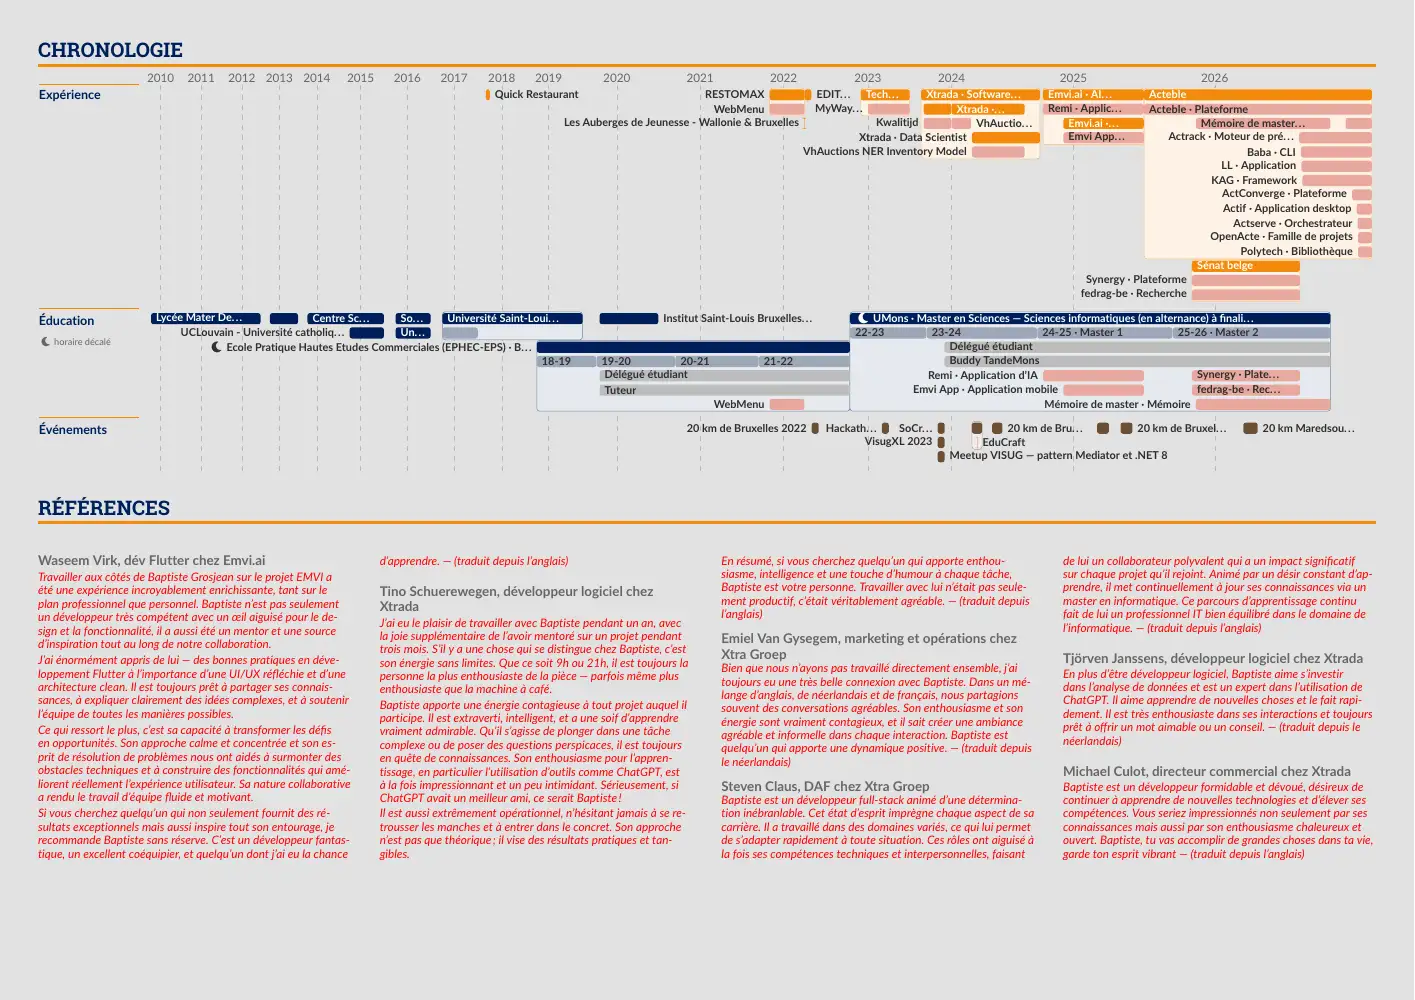 CHRONOLOGIE
2010 2011 2012 2013 2014 2015 2016 2017 2018 2019 2020 2021 2022 2023 2024 2025 2026
Expérience
Quick Restaurant
RESTOMAX
EDIT…
Tech…
Xtrada · Software…
Emvi.ai · AI…
Acteble
WebMenu
MyWay…
Xtrada ·…
Remi · Applic…
Acteble · Plateforme
Les Auberges de Jeunesse - Wallonie & Bruxelles
Kwalitijd
VhAuctio…
Emvi.ai ·…
Mémoire de master…
Xtrada · Data Scientist
Emvi App…
Actrack · Moteur de pré…
VhAuctions NER Inventory Model
Baba · CLI
LL · Application
KAG · Framework
ActConverge · Plateforme
Actif · Application desktop
Actserve · Orchestrateur
OpenActe · Famille de projets
Polytech · Bibliothèque
Sénat belge
Synergy · Plateforme
fedrag-be · Recherche
Éducation
horaire décalé
Lycée Mater De…
Centre Sc…
So…
Université Saint-Loui…
Institut Saint-Louis Bruxelles…
UMons · Master en Sciences — Sciences informatiques (en alternance) à finali…
UCLouvain - Université catholiq…
Un…
22-23
23-24
24-25 · Master 1
25-26 · Master 2
Ecole Pratique Hautes Etudes Commerciales (EPHEC-EPS) · B…
Délégué étudiant
18-19
19-20
20-21
21-22
Buddy TandeMons
Délégué étudiant
Remi · Application d'IA
Synergy · Plate…
Tuteur
Emvi App · Application mobile
fedrag-be · Rec…
WebMenu
Mémoire de master · Mémoire
Événements
20 km de Bruxelles 2022
Hackath…
SoCr…
20 km de Bru…
20 km de Bruxel…
20 km Maredsou…
VisugXL 2023
EduCraft
Meetup VISUG — pattern Mediator et .NET 8
RÉFÉRENCES
Waseem Virk, dév Flutter chez Emvi.ai
Travailler aux côtés de Baptiste Grosjean sur le projet EMVI a
été une expérience incroyablement enrichissante, tant sur le
plan professionnel que personnel. Baptiste n'est pas seulement
un développeur très compétent avec un œil aiguisé pour le de-
sign et la fonctionnalité, il a aussi été un mentor et une source
d'inspiration tout au long de notre collaboration.
J'ai énormément appris de lui — des bonnes pratiques en déve-
loppement Flutter à l'importance d'une UI/UX réfléchie et d'une
architecture clean. Il est toujours prêt à partager ses connais-
sances, à expliquer clairement des idées complexes, et à soutenir
l'équipe de toutes les manières possibles.
Ce qui ressort le plus, c'est sa capacité à transformer les défis
en opportunités. Son approche calme et concentrée et son es-
prit de résolution de problèmes nous ont aidés à surmonter des
obstacles techniques et à construire des fonctionnalités qui amé-
liorent réellement l'expérience utilisateur. Sa nature collaborative
a rendu le travail d'équipe fluide et motivant.
Si vous cherchez quelqu'un qui non seulement fournit des ré-
sultats exceptionnels mais aussi inspire tout son entourage, je
recommande Baptiste sans réserve. C'est un développeur fantas-
tique, un excellent coéquipier, et quelqu'un dont j'ai eu la chance
d'apprendre. — (traduit depuis l'anglais)
Tino Schuerewegen, développeur logiciel chez
Xtrada
J'ai eu le plaisir de travailler avec Baptiste pendant un an, avec
la joie supplémentaire de l'avoir mentoré sur un projet pendant
trois mois. S'il y a une chose qui se distingue chez Baptiste, c'est
son énergie sans limites. Que ce soit 9h ou 21h, il est toujours la
personne la plus enthousiaste de la pièce — parfois même plus
enthousiaste que la machine à café.
Baptiste apporte une énergie contagieuse à tout projet auquel il
participe. Il est extraverti, intelligent, et a une soif d'apprendre
vraiment admirable. Qu'il s'agisse de plonger dans une tâche
complexe ou de poser des questions perspicaces, il est toujours
en quête de connaissances. Son enthousiasme pour l'appren-
tissage, en particulier l'utilisation d'outils comme ChatGPT, est
à la fois impressionnant et un peu intimidant. Sérieusement, si
ChatGPT avait un meilleur ami, ce serait Baptiste !
Il est aussi extrêmement opérationnel, n'hésitant jamais à se re-
trousser les manches et à entrer dans le concret. Son approche
n'est pas que théorique ; il vise des résultats pratiques et tan-
gibles.
En résumé, si vous cherchez quelqu'un qui apporte enthou-
siasme, intelligence et une touche d'humour à chaque tâche,
Baptiste est votre personne. Travailler avec lui n'était pas seule-
ment productif, c'était véritablement agréable. — (traduit depuis
l'anglais)
Emiel Van Gysegem, marketing et opérations chez
Xtra Groep
Bien que nous n'ayons pas travaillé directement ensemble, j'ai
toujours eu une très belle connexion avec Baptiste. Dans un mé-
lange d'anglais, de néerlandais et de français, nous partagions
souvent des conversations agréables. Son enthousiasme et son
énergie sont vraiment contagieux, et il sait créer une ambiance
agréable et informelle dans chaque interaction. Baptiste est
quelqu'un qui apporte une dynamique positive. — (traduit depuis
le néerlandais)
Steven Claus, DAF chez Xtra Groep
Baptiste est un développeur full-stack animé d'une détermina-
tion inébranlable. Cet état d'esprit imprègne chaque aspect de sa
carrière. Il a travaillé dans des domaines variés, ce qui lui permet
de s'adapter rapidement à toute situation. Ces rôles ont aiguisé à
la fois ses compétences techniques et interpersonnelles, faisant
de lui un collaborateur polyvalent qui a un impact significatif
sur chaque projet qu'il rejoint. Animé par un désir constant d'ap-
prendre, il met continuellement à jour ses connaissances via un
master en informatique. Ce parcours d'apprentissage continu
fait de lui un professionnel IT bien équilibré dans le domaine de
l'informatique. — (traduit depuis l'anglais)
Tjörven Janssens, développeur logiciel chez Xtrada
En plus d'être développeur logiciel, Baptiste aime s'investir
dans l'analyse de données et est un expert dans l'utilisation de
ChatGPT. Il aime apprendre de nouvelles choses et le fait rapi-
dement. Il est très enthousiaste dans ses interactions et toujours
prêt à offrir un mot aimable ou un conseil. — (traduit depuis le
néerlandais)
Michael Culot, directeur commercial chez Xtrada
Baptiste est un développeur formidable et dévoué, désireux de
continuer à apprendre de nouvelles technologies et d'élever ses
compétences. Vous seriez impressionnés non seulement par ses
connaissances mais aussi par son enthousiasme chaleureux et
ouvert. Baptiste, tu vas accomplir de grandes choses dans ta vie,
garde ton esprit vibrant — (traduit depuis l'anglais)